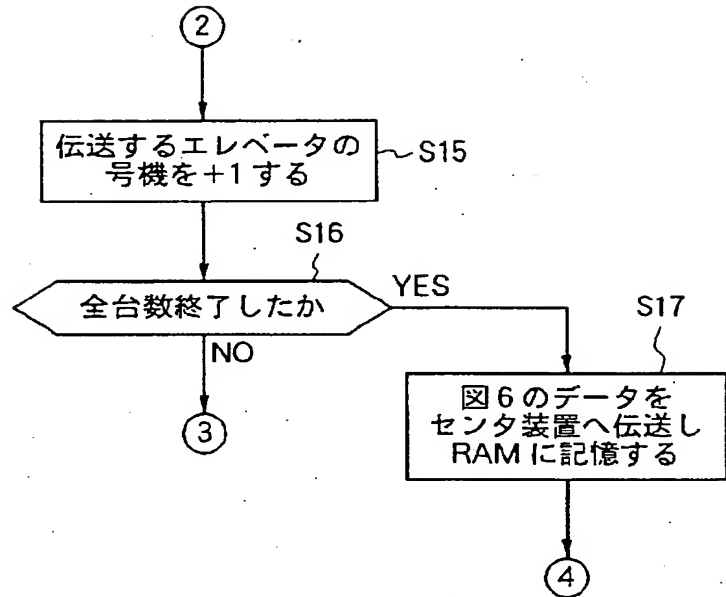 ②
伝送するエレベータの
号機を+1する
S15
S16
全台数終了したか
YES
NO
③
S17
図6のデータを
センタ装置へ伝送し
RAMに記憶する
④